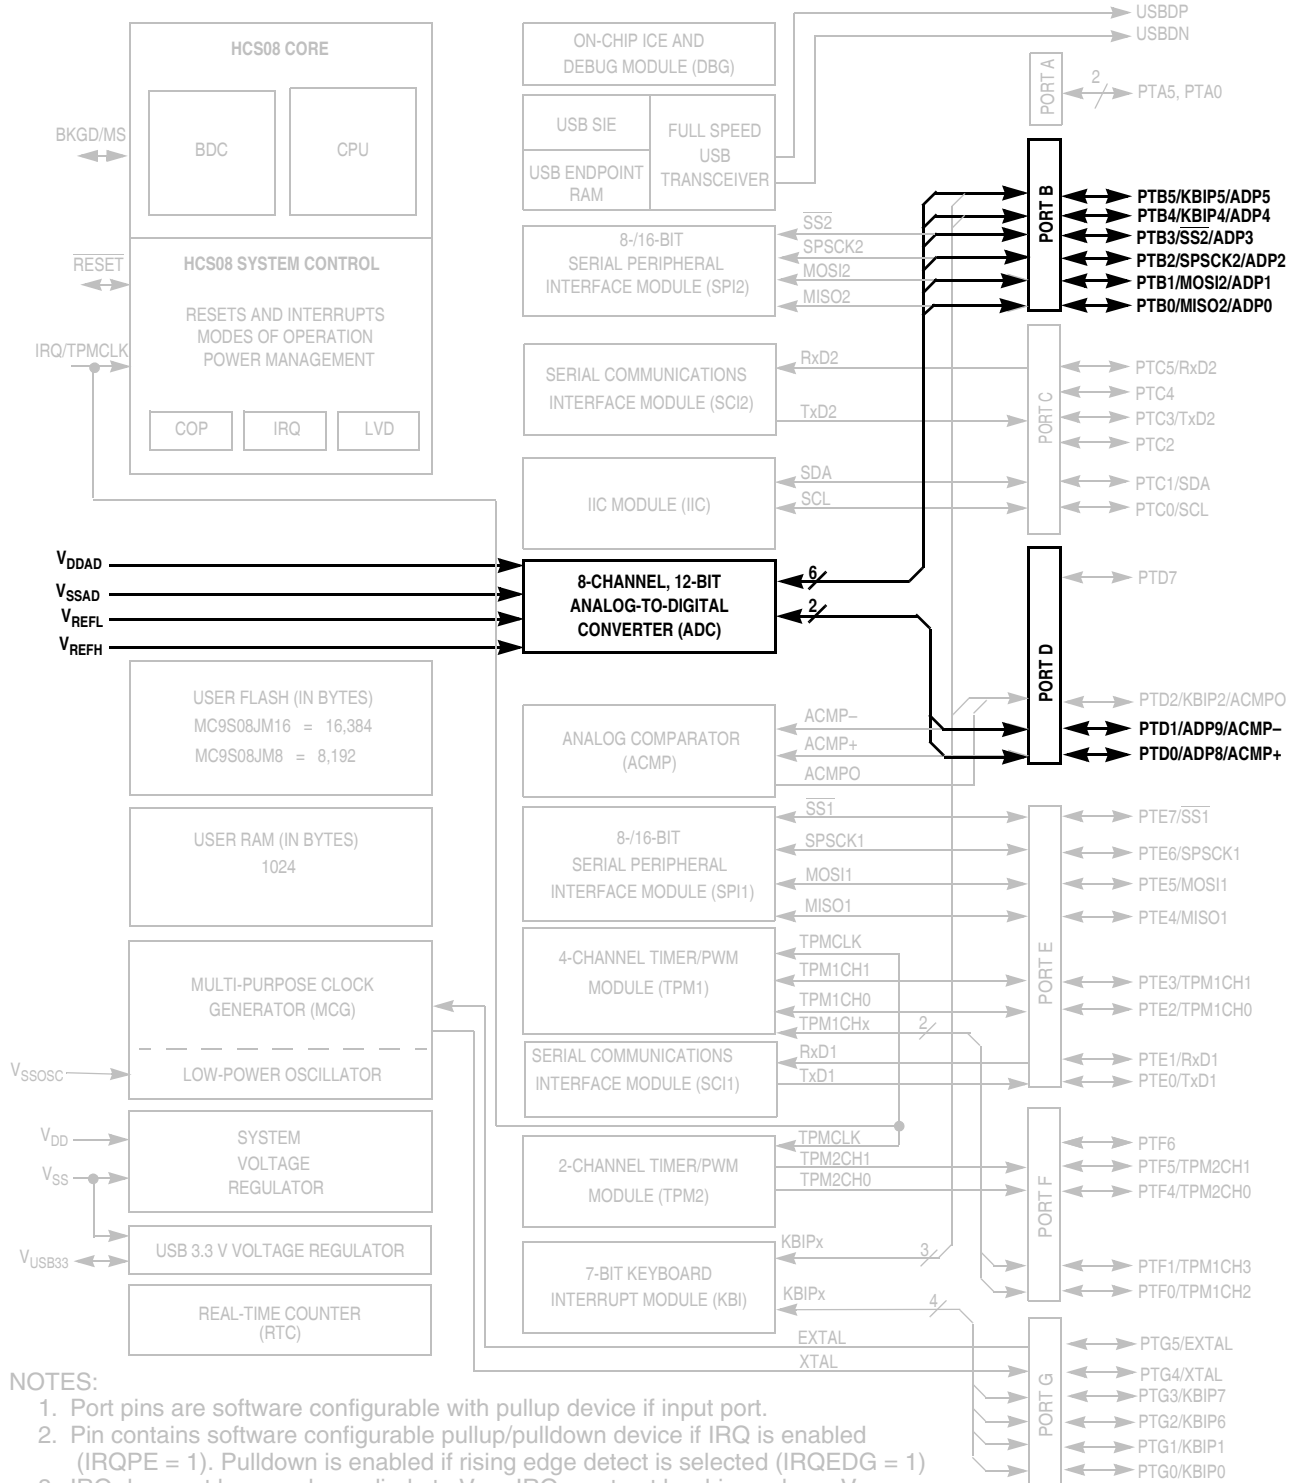 HCS08 CORE
BDC
CPU
BKGD/MS
HCS08 SYSTEM CONTROL
RESET
RESETS AND INTERRUPTS
MODES OF OPERATION
POWER MANAGEMENT
IRQ/TPMCLK
COP
IRQ
LVD
VDDAD
VSSAD
VREFL
VREFH
USER FLASH (IN BYTES)
MC9S08JM16 = 16,384
MC9S08JM8 = 8,192
USER RAM (IN BYTES)
1024
MULTI-PURPOSE CLOCK
GENERATOR (MCG)
LOW-POWER OSCILLATOR
VSSOSC
VDD
VSS
SYSTEM
VOLTAGE
REGULATOR
VUSB33
USB 3.3 V VOLTAGE REGULATOR
REAL-TIME COUNTER
(RTC)
ON-CHIP ICE AND
DEBUG MODULE (DBG)
USB SIE
USB ENDPOINT
RAM
FULL SPEED
USB
TRANSCEIVER
8-/16-BIT
SERIAL PERIPHERAL
INTERFACE MODULE (SPI2)
SS2
SPSCK2
MOSI2
MISO2
SERIAL COMMUNICATIONS
INTERFACE MODULE (SCI2)
RxD2
TxD2
IIC MODULE (IIC)
SDA
SCL
8-CHANNEL, 12-BIT
ANALOG-TO-DIGITAL
CONVERTER (ADC)
6
2
ANALOG COMPARATOR
(ACMP)
ACMP–
ACMP+
ACMPO
8-/16-BIT
SERIAL PERIPHERAL
INTERFACE MODULE (SPI1)
SS1
SPSCK1
MOSI1
MISO1
4-CHANNEL TIMER/PWM
MODULE (TPM1)
TPMCLK
TPM1CH1
TPM1CH0
TPM1CHx
2
SERIAL COMMUNICATIONS
INTERFACE MODULE (SCI1)
RxD1
TxD1
2-CHANNEL TIMER/PWM
MODULE (TPM2)
TPMCLK
TPM2CH1
TPM2CH0
7-BIT KEYBOARD
INTERRUPT MODULE (KBI)
KBIPx
3
KBIPx
4
EXTAL
XTAL
USBDP
USBDN
PORT A
2
PTA5, PTA0
PORT B
PTB5/KBIP5/ADP5
PTB4/KBIP4/ADP4
PTB3/SS2/ADP3
PTB2/SPSCK2/ADP2
PTB1/MOSI2/ADP1
PTB0/MISO2/ADP0
PORT C
PTC5/RxD2
PTC4
PTC3/TxD2
PTC2
PTC1/SDA
PTC0/SCL
PORT D
PTD7
PTD2/KBIP2/ACMPO
PTD1/ADP9/ACMP–
PTD0/ADP8/ACMP+
PORT E
PTE7/SS1
PTE6/SPSCK1
PTE5/MOSI1
PTE4/MISO1
PTE3/TPM1CH1
PTE2/TPM1CH0
PTE1/RxD1
PTE0/TxD1
PORT F
PTF6
PTF5/TPM2CH1
PTF4/TPM2CH0
PTF1/TPM1CH3
PTF0/TPM1CH2
PORT G
PTG5/EXTAL
PTG4/XTAL
PTG3/KBIP7
PTG2/KBIP6
PTG1/KBIP1
PTG0/KBIP0
NOTES:
1. Port pins are software configurable with pullup device if input port.
2. Pin contains software configurable pullup/pulldown device if IRQ is enabled
(IRQPE = 1). Pulldown is enabled if rising edge detect is selected (IRQEDG = 1)